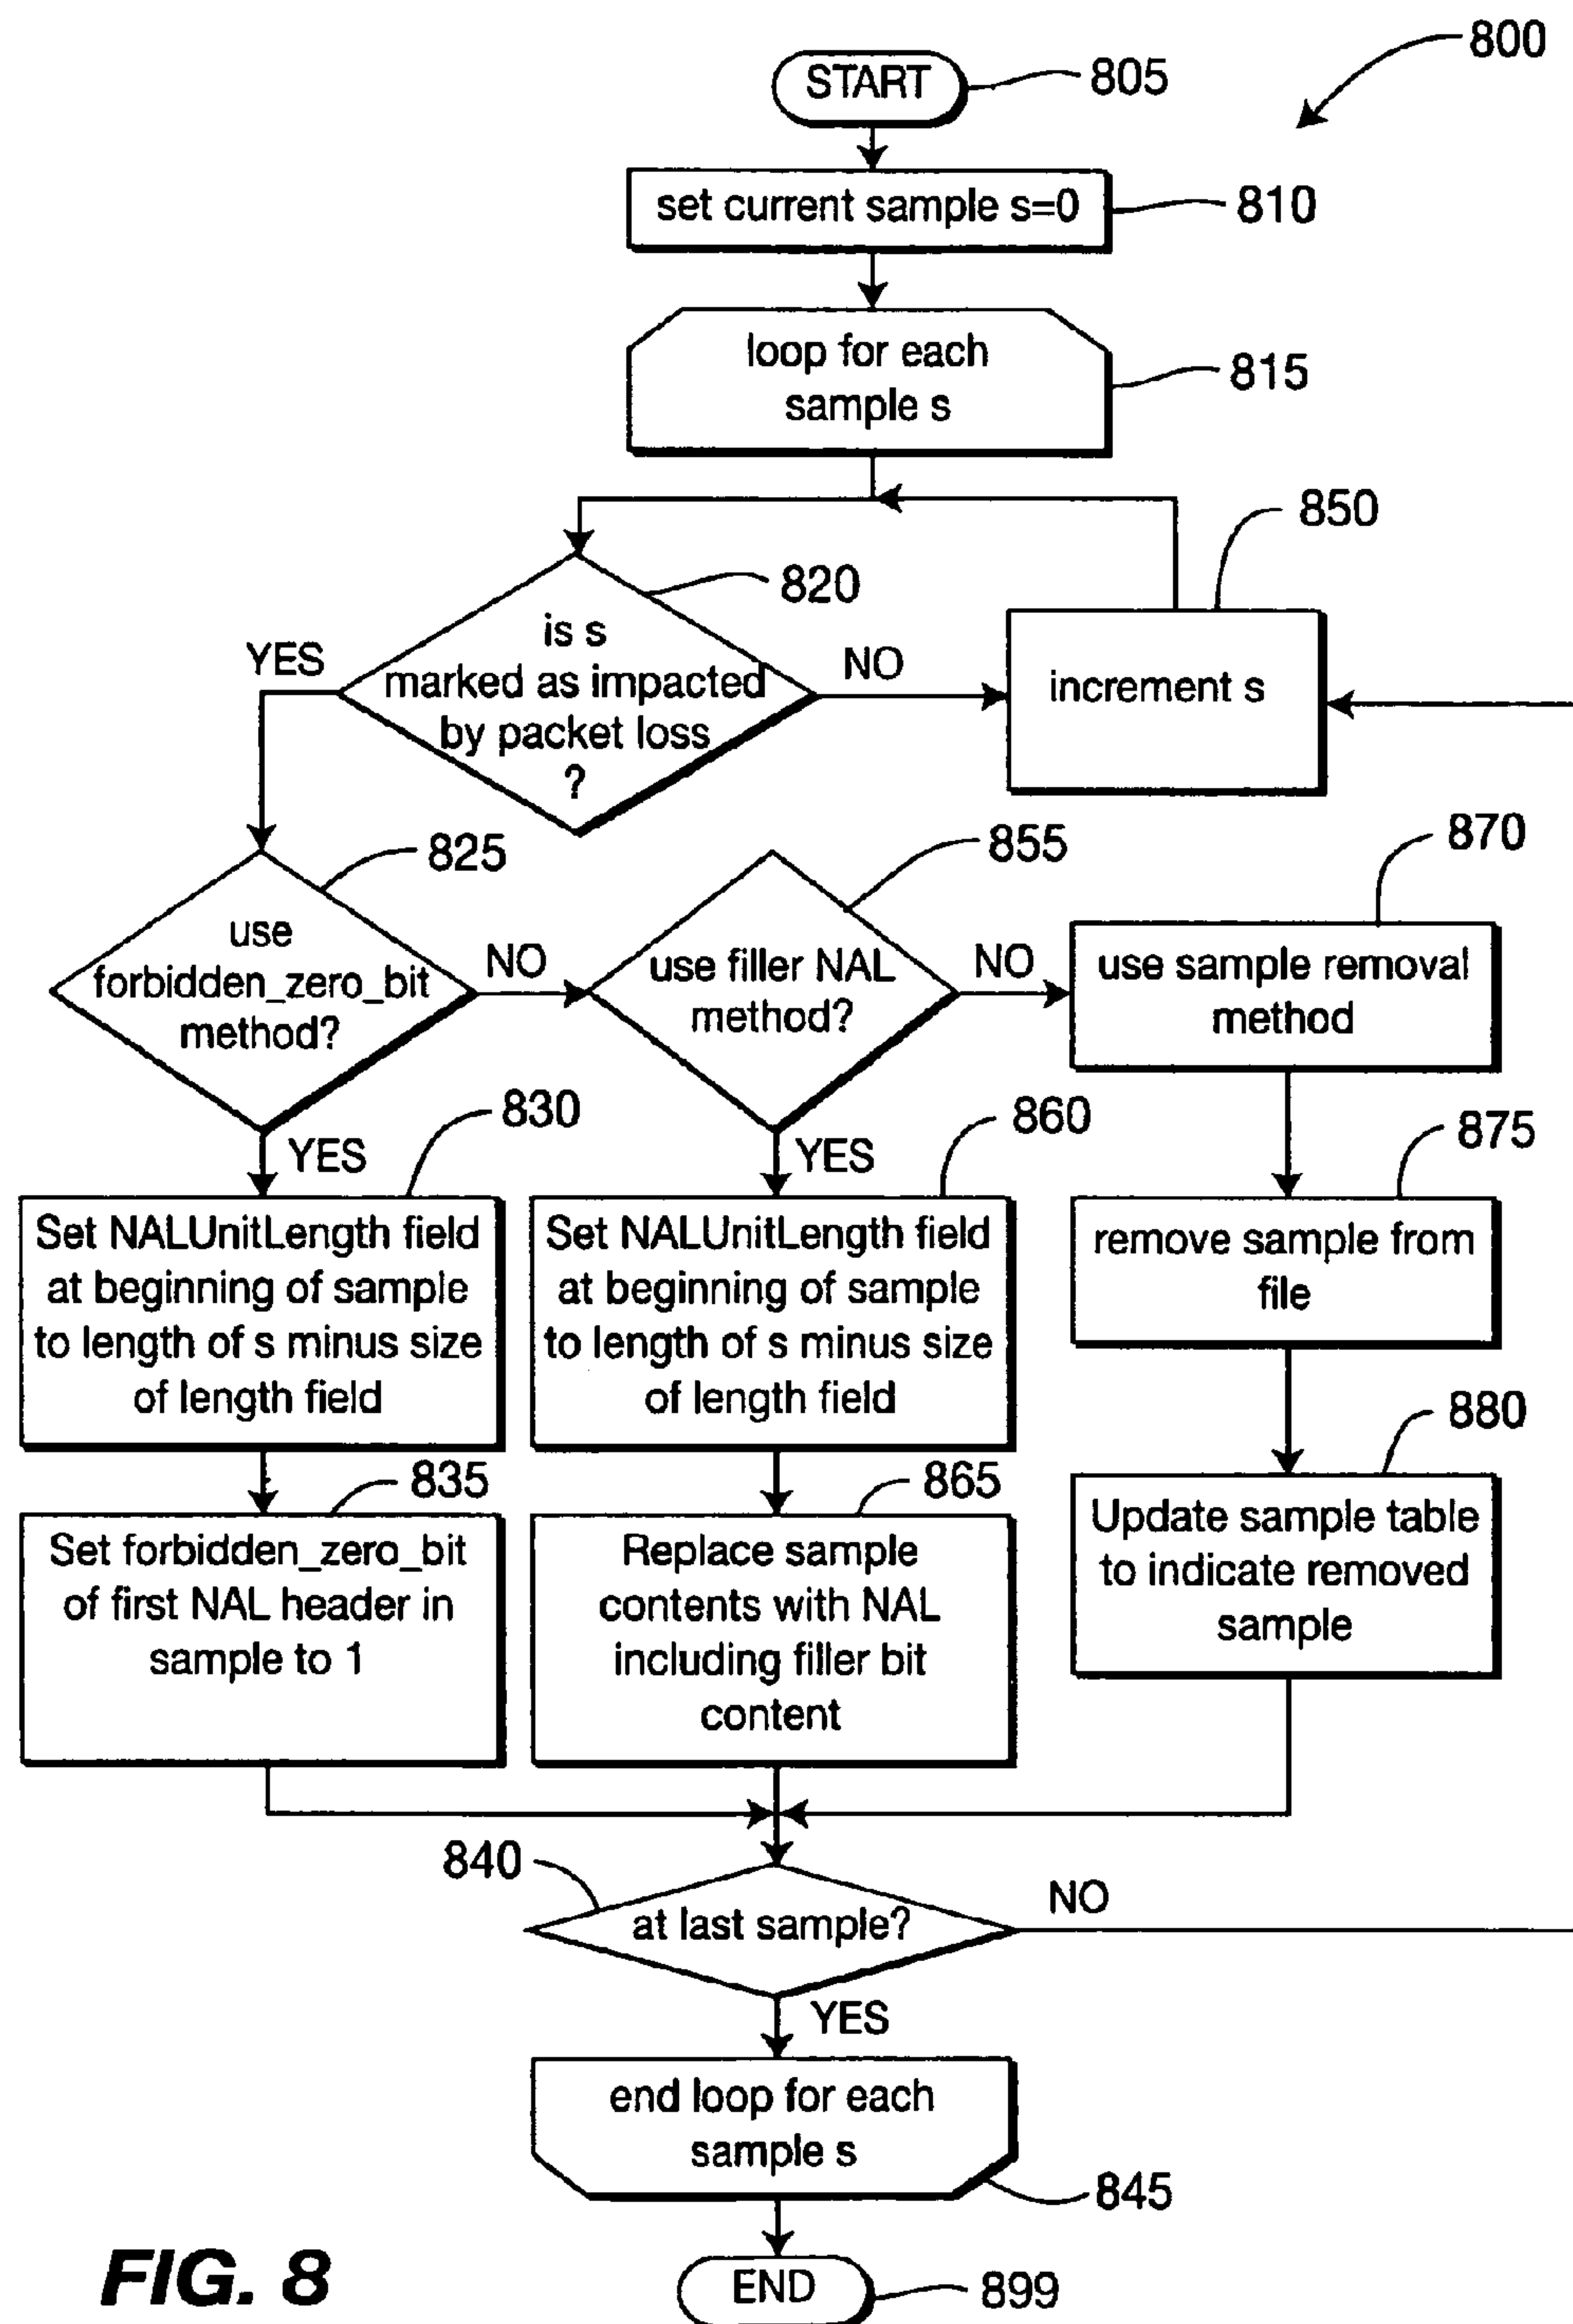 800
START
805
set current sample s=0
810
loop for each
sample s
815
850
820
is s
marked as impacted
by packet loss
?
YES
NO
increment s
825
855
870
use
forbidden_zero_bit
method?
NO
use filler NAL
method?
NO
use sample removal
method
830
860
875
YES
YES
Set NALUnitLength field
at beginning of sample
to length of s minus size
of length field
Set NALUnitLength field
at beginning of sample
to length of s minus size
of length field
remove sample from
file
880
835
865
Set forbidden_zero_bit
of first NAL header in
sample to 1
Replace sample
contents with NAL
including filler bit
content
Update sample table
to indicate removed
sample
840
at last sample?
NO
YES
end loop for each
sample s
845
FIG. 8
END
899